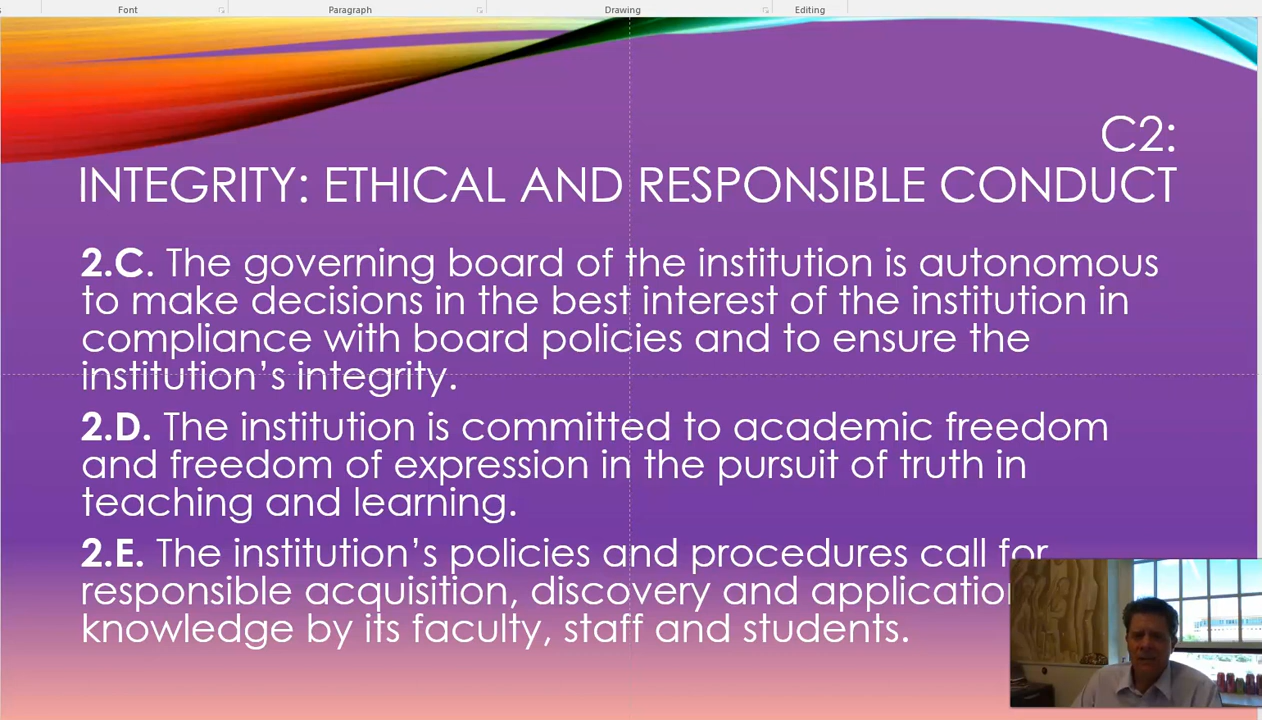 Font Paragraph Drawing Editing
C2:
INTEGRITY: ETHICAL AND RESPONSIBLE CONDUCT
2.C. The governing board of the institution is autonomous
to make decisions in the best interest of the institution in
compliance with board policies and to ensure the
institution's integrity.
2.D. The institution is committed to academic freedom
and freedom of expression in the pursuit of truth in
teaching and learning.
2.E. The institution's policies and procedures call for
responsible acquisition, discovery and
knowledge by its faculty, staff and students.